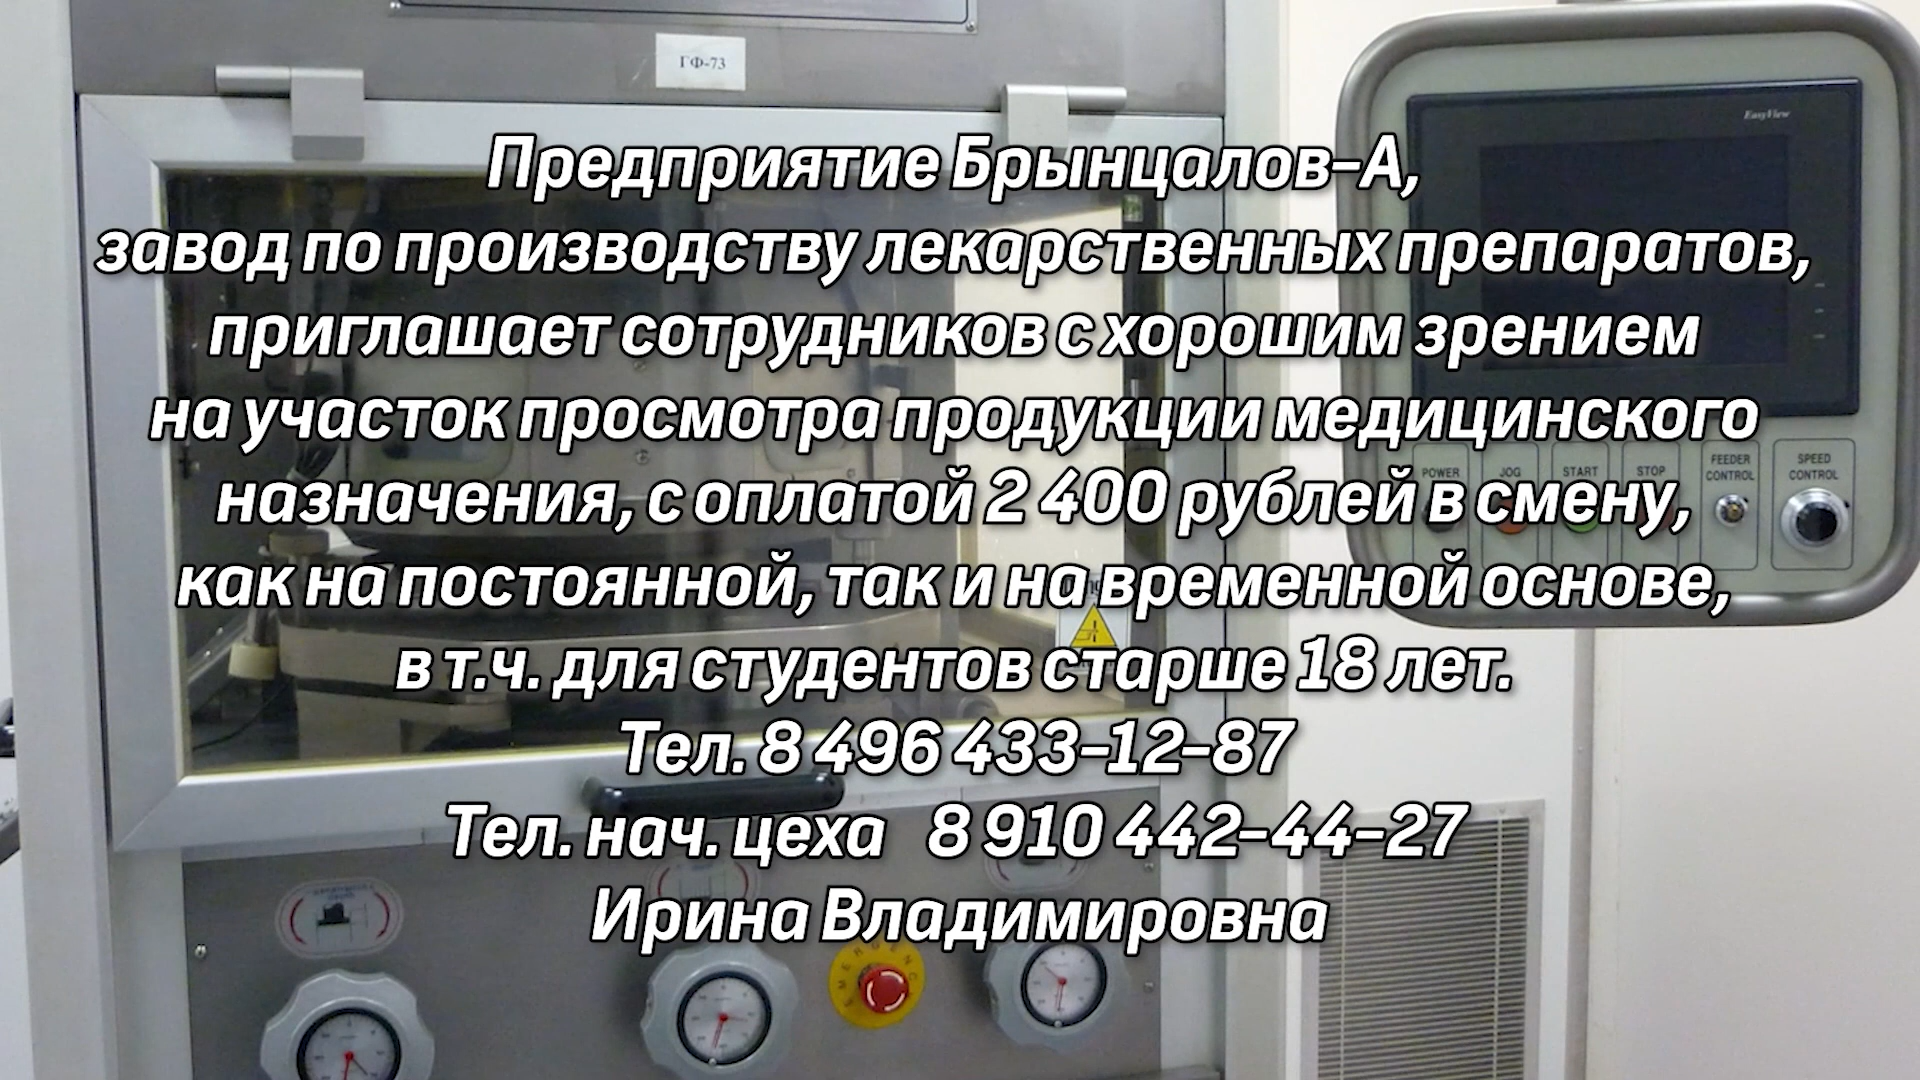 ГФ-73
EasyView
Предприятие Брынцалов-А,
завод по производству лекарственных препаратов,
приглашает сотрудников с хорошим зрением
на участок просмотра продукции медицинского
назначения, с оплатой 2 400 рублей в смену,
как на постоянной, так и на временной основе,
в т.ч. для студентов старше 18 лет.
Тел. 8 496 433-12-87
Тел. нач. цеха 8 910 442-44-27
Ирина Владимировна
POWER
JOG
START
STOP
FEEDER
CONTROL
SPEED
CONTROL